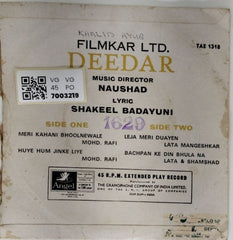 KHALID AYUB
FILMKAR LTD.
TAE 1318
DEEDAR
VG VG
45 PO
7003219
MUSIC DIRECTOR
NAUSHAD
LYRIC
SHAKEEL BADAYUNI
SIDE ONE 1629 SIDE TWO
MERI KAHANI BHOOLNEWALE
MOHD. RAFI
LEJA MERI DUAYEN
LATA MANGESHKAR
HUYE HUM JINKE LIYE
MOHD. RAFI
BACHPAN KE DIN BHULA NA
LATA & SHAMSHAD
Angel
45 R.P.M. EXTENDED PLAY RECORD
THE GRAMOPHONE COMPANY OF INDIA LIMITED.